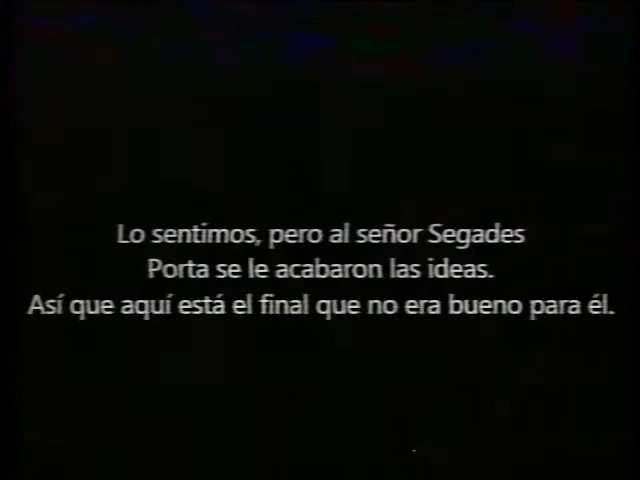 Lo sentimos, pero al señor Segades
Porta se le acabaron las ideas.
Así que aquí está el final que no era bueno para él.